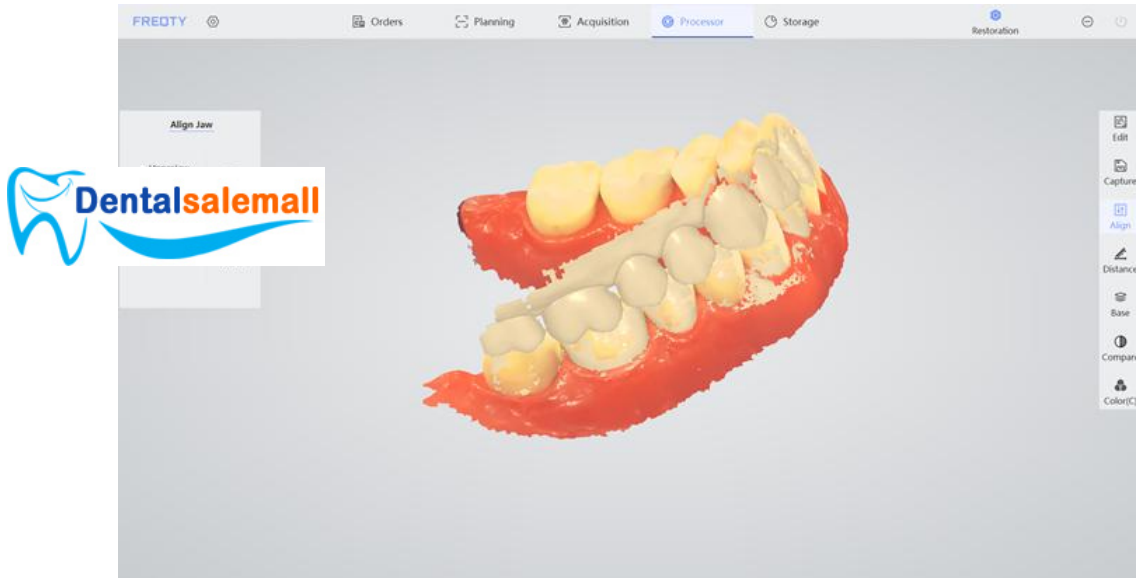 FREQTY
Orders
Planning
Acquisition
Processor
Storage
Restoration
Align Jaw
Edit
Capture
Align
Distance
Base
Compare
Color(C)
Dentalsalemall